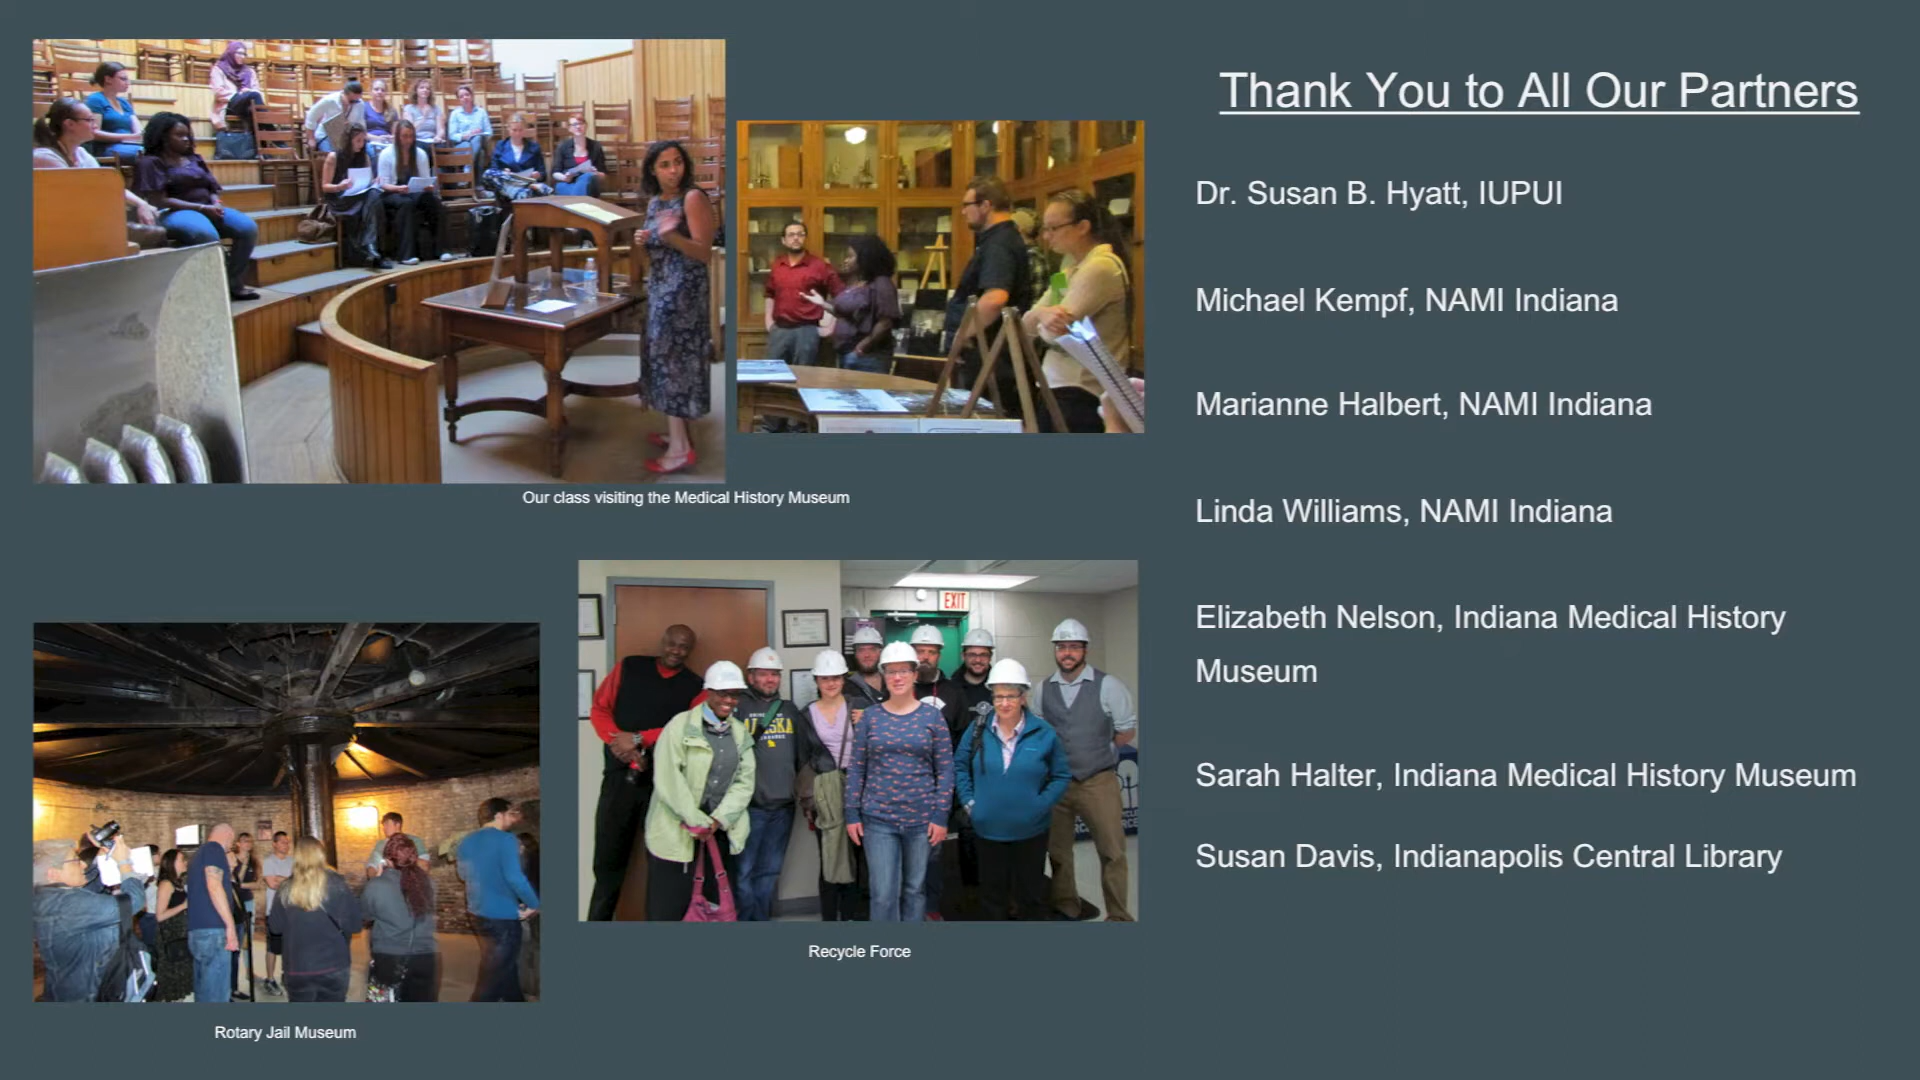 Thank You to All Our Partners
Dr. Susan B. Hyatt, IUPUI
Michael Kempf, NAMI Indiana
Marianne Halbert, NAMI Indiana
Linda Williams, NAMI Indiana
Elizabeth Nelson, Indiana Medical History
Museum
Sarah Halter, Indiana Medical History Museum
Susan Davis, Indianapolis Central Library
Our class visiting the Medical History Museum
EXIT
Recycle Force
Rotary Jail Museum